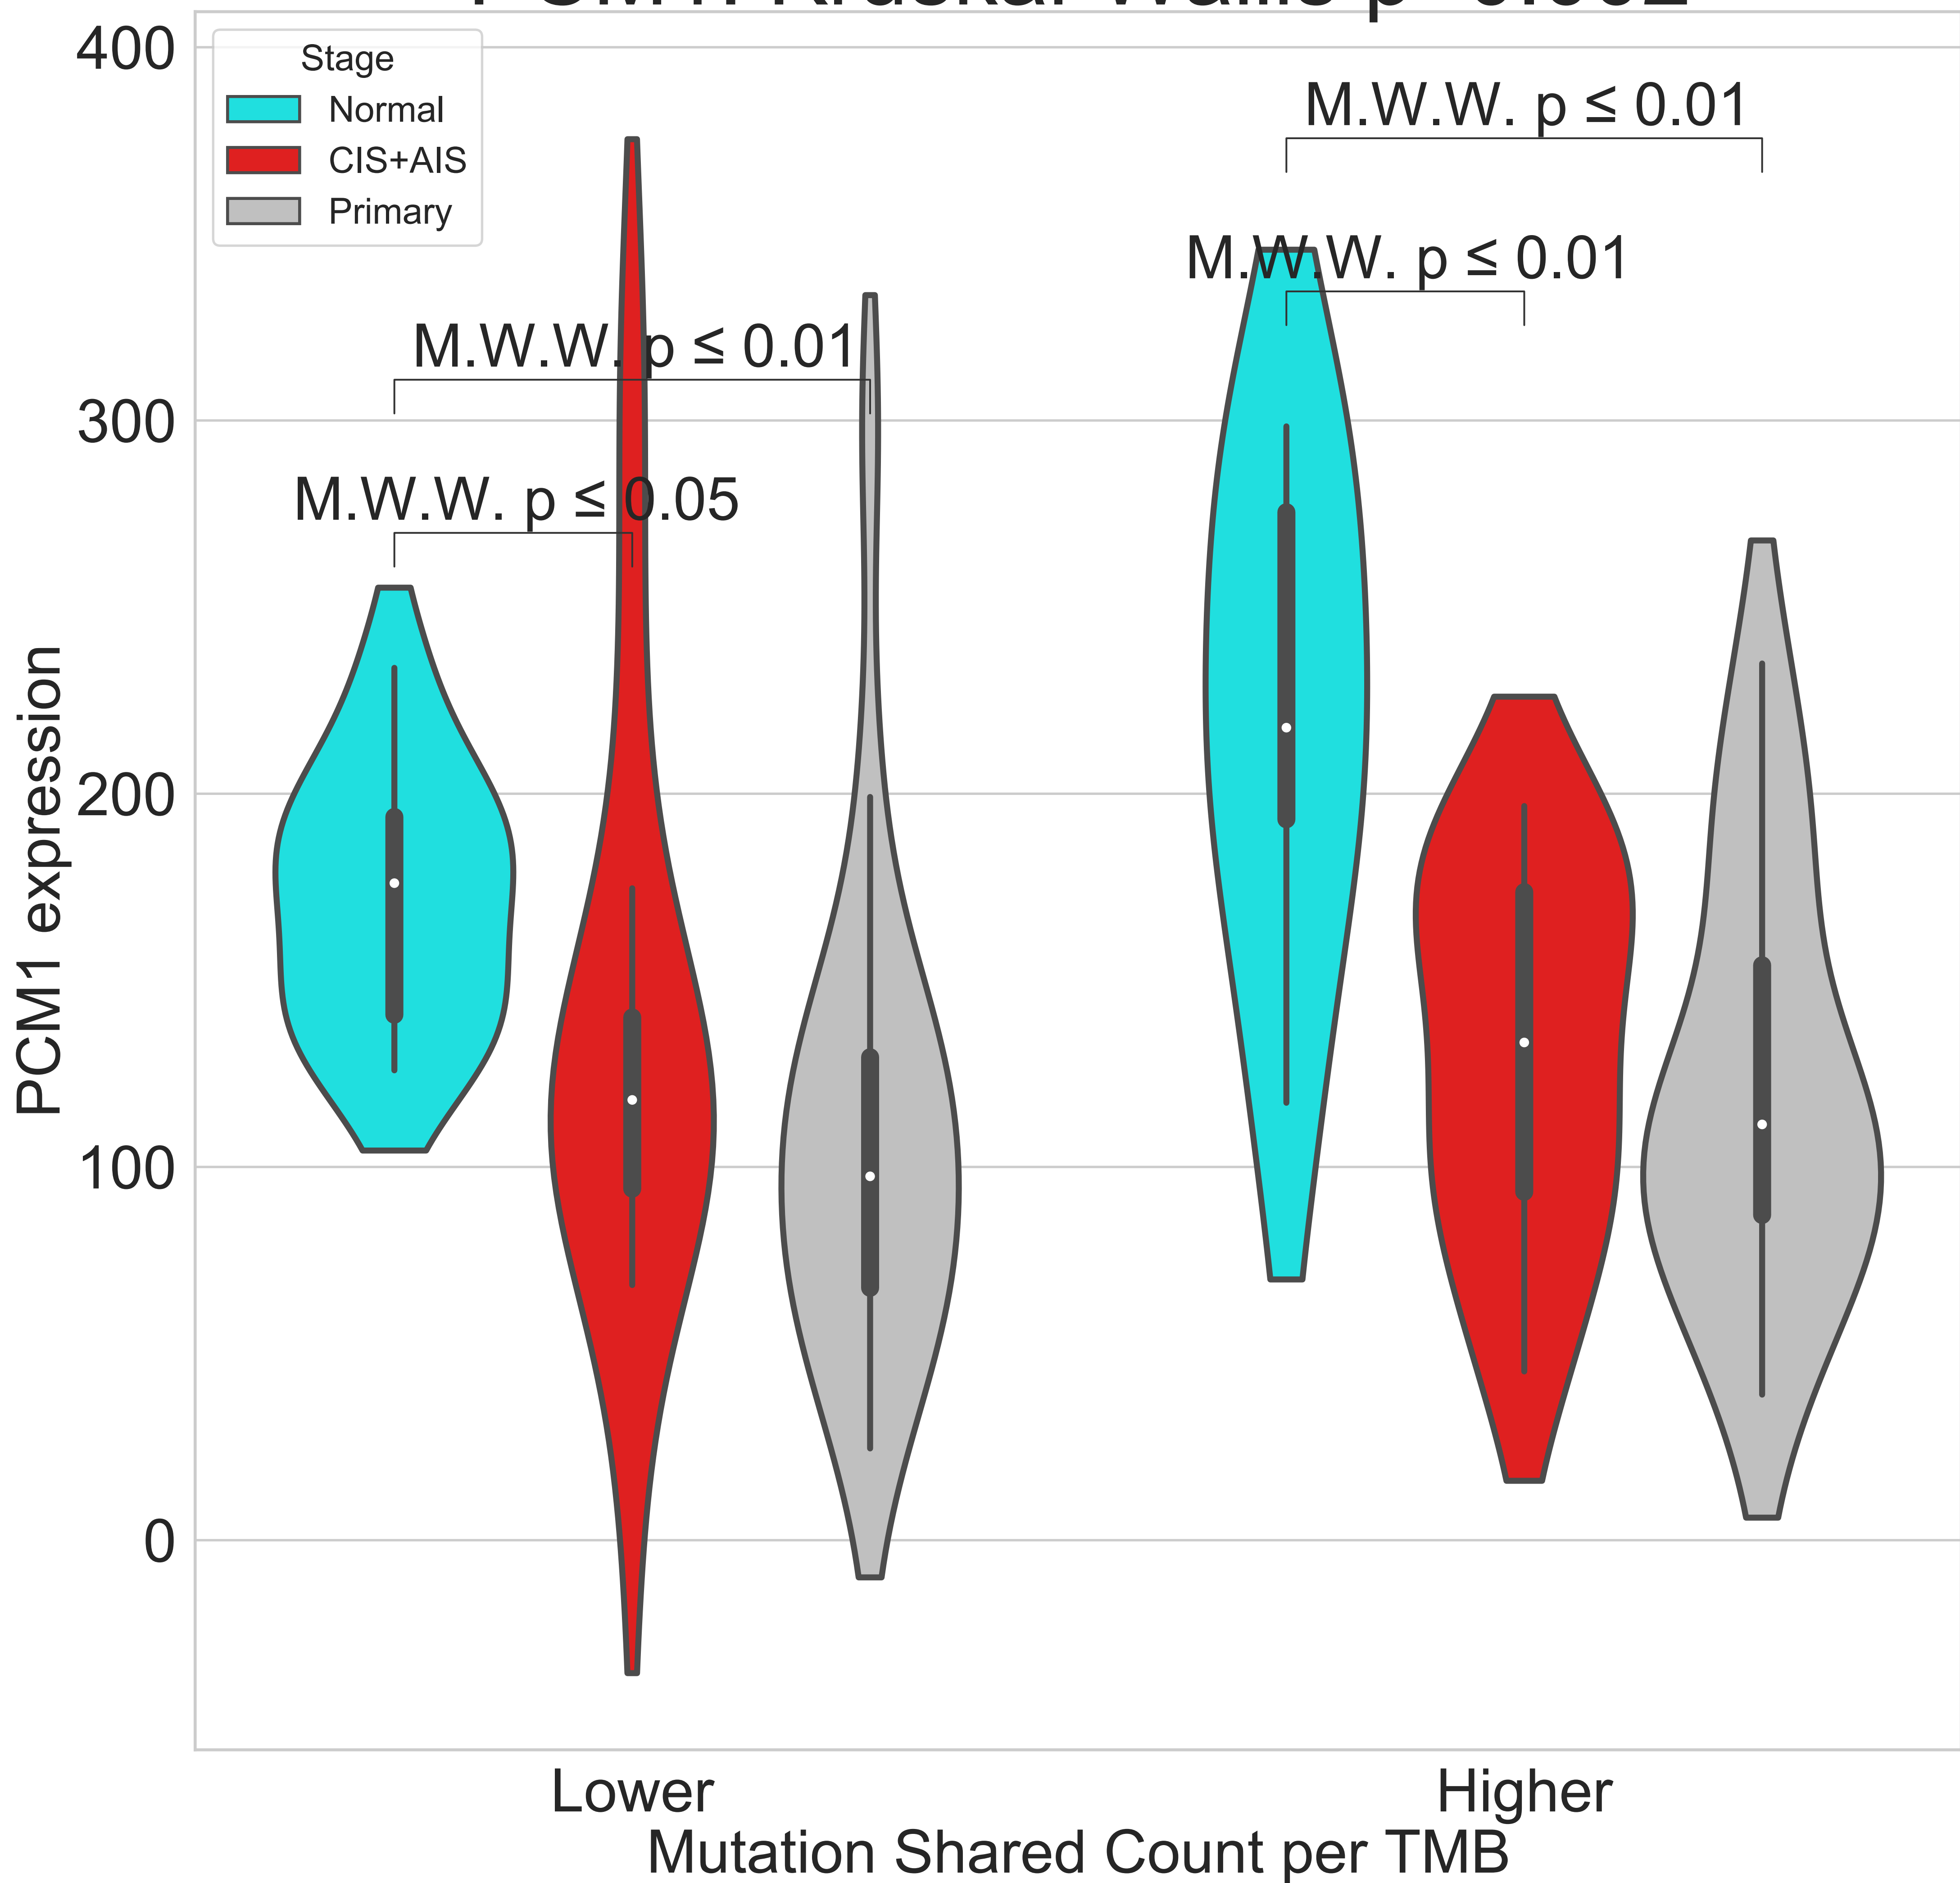 400
300
200
100
0
PCM1 expression
Stage
Normal
CIS+AIS
Primary
M.W.W. p ≤ 0.01
M.W.W. p ≤ 0.01
M.W.W. p ≤ 0.01
M.W.W. p ≤ 0.05
Lower
Higher
Mutation Shared Count per TMB